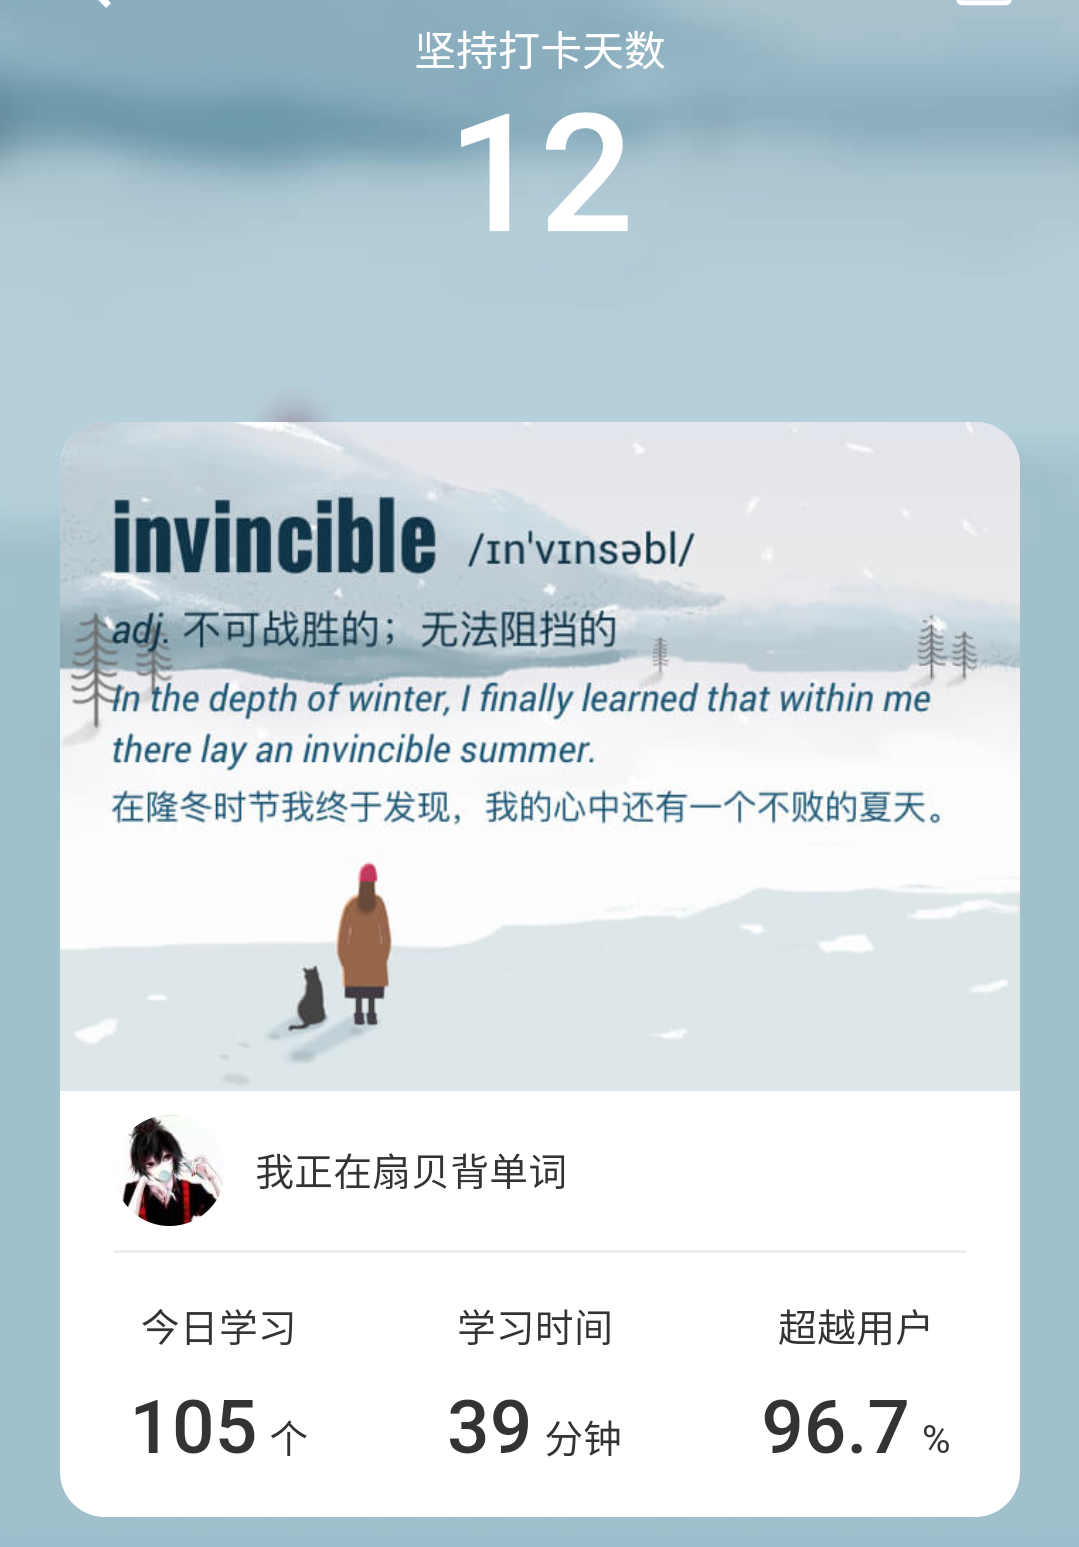 坚持打卡天数
12
invincible /ɪn'vɪnsəbl/
adj. 不可战胜的；无法阻挡的
In the depth of winter, I finally learned that within me
there lay an invincible summer.
在隆冬时节我终于发现，我的心中还有一个不败的夏天。
我正在扇贝背单词
今日学习 学习时间 超越用户
105 个 39 分钟 96.7 %